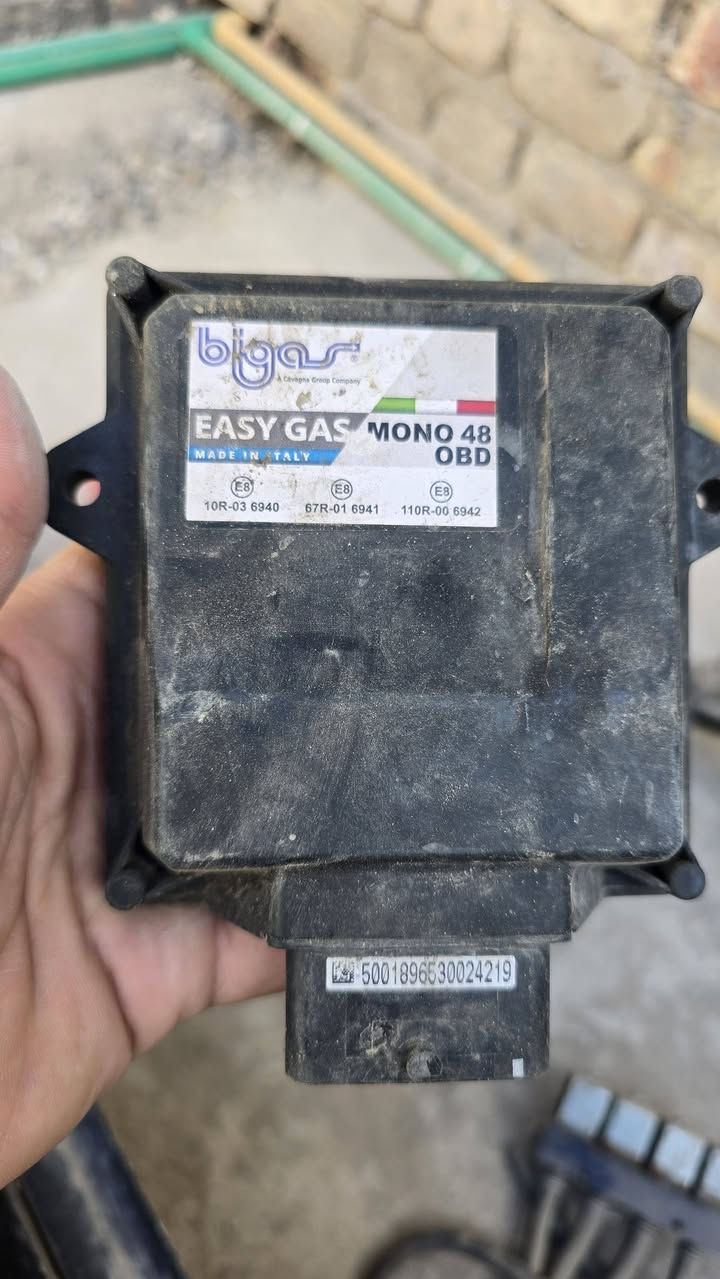 bigas®
A Cavagna Group Company
EASY GAS MONO 48
MADE IN ITALY OBD
E8 E8 E8
10R-03 6940 67R-01 6941 110R-00 6942
5001896530024219